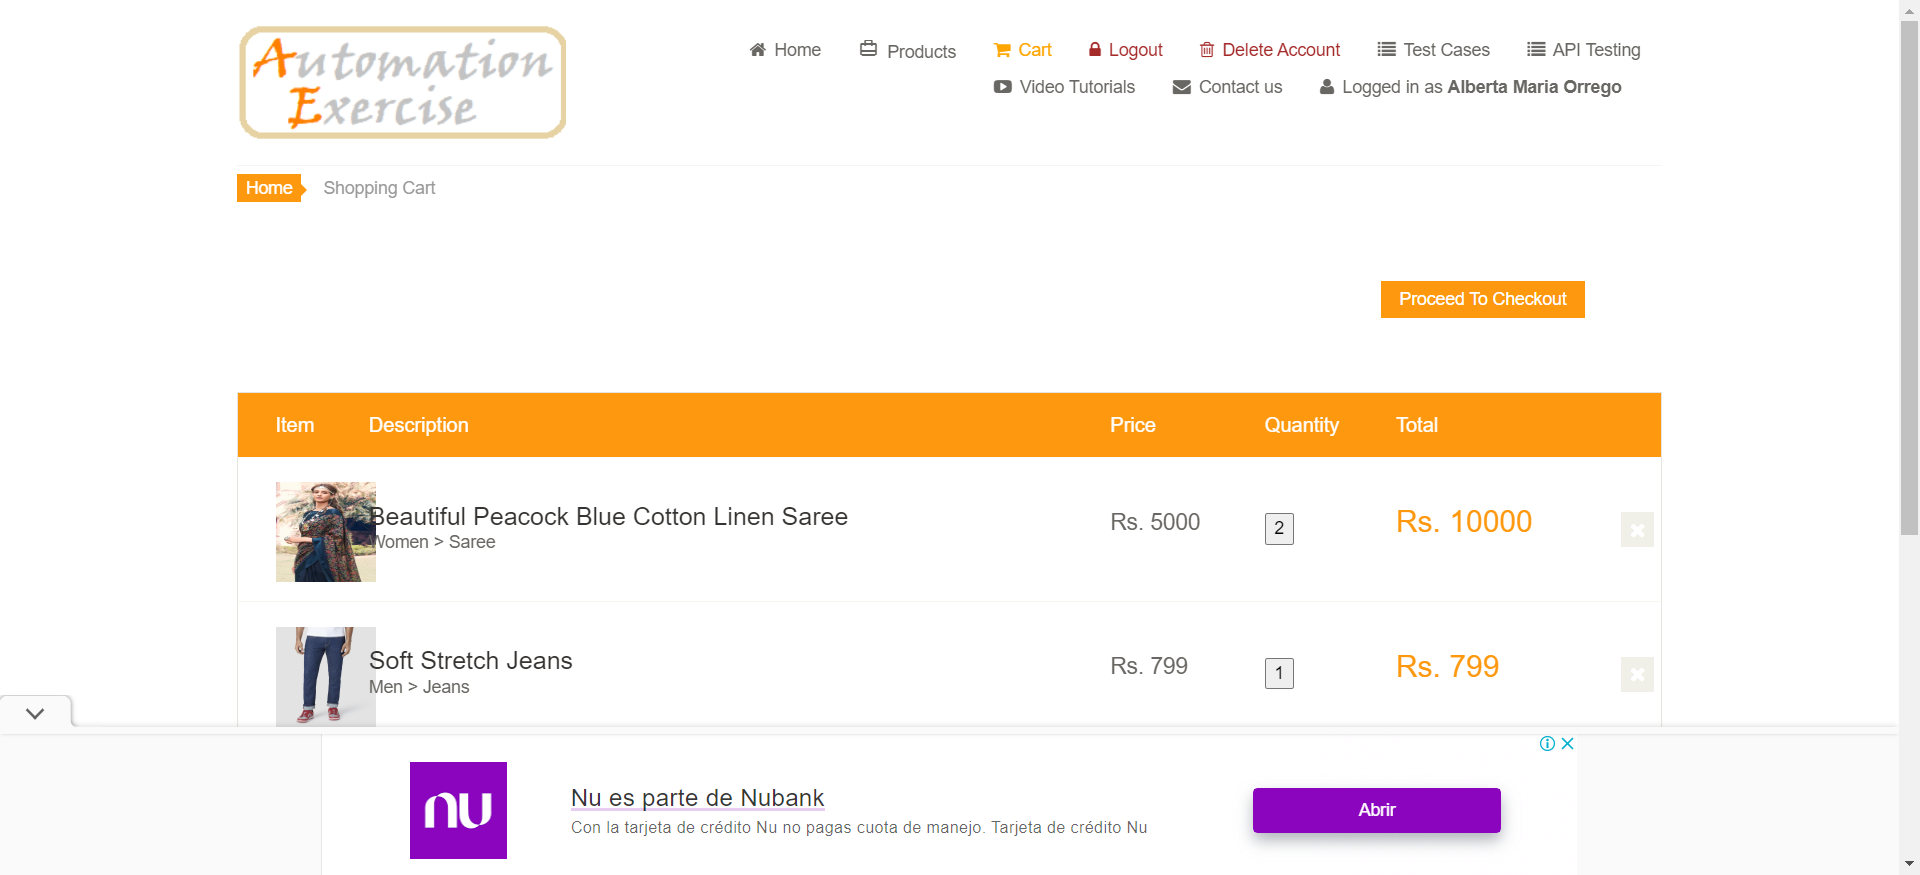 Automation
Exercise
Home Products Cart Logout Delete Account Test Cases API Testing
Video Tutorials Contact us Logged in as Alberta Maria Orrego
Home Shopping Cart
Proceed To Checkout
Item Description Price Quantity Total
Beautiful Peacock Blue Cotton Linen Saree Rs. 5000 2 Rs. 10000
Women > Saree
Soft Stretch Jeans Rs. 799 1 Rs. 799
Men > Jeans
nu
Nu es parte de Nubank
Con la tarjeta de crédito Nu no pagas cuota de manejo. Tarjeta de crédito Nu
Abrir